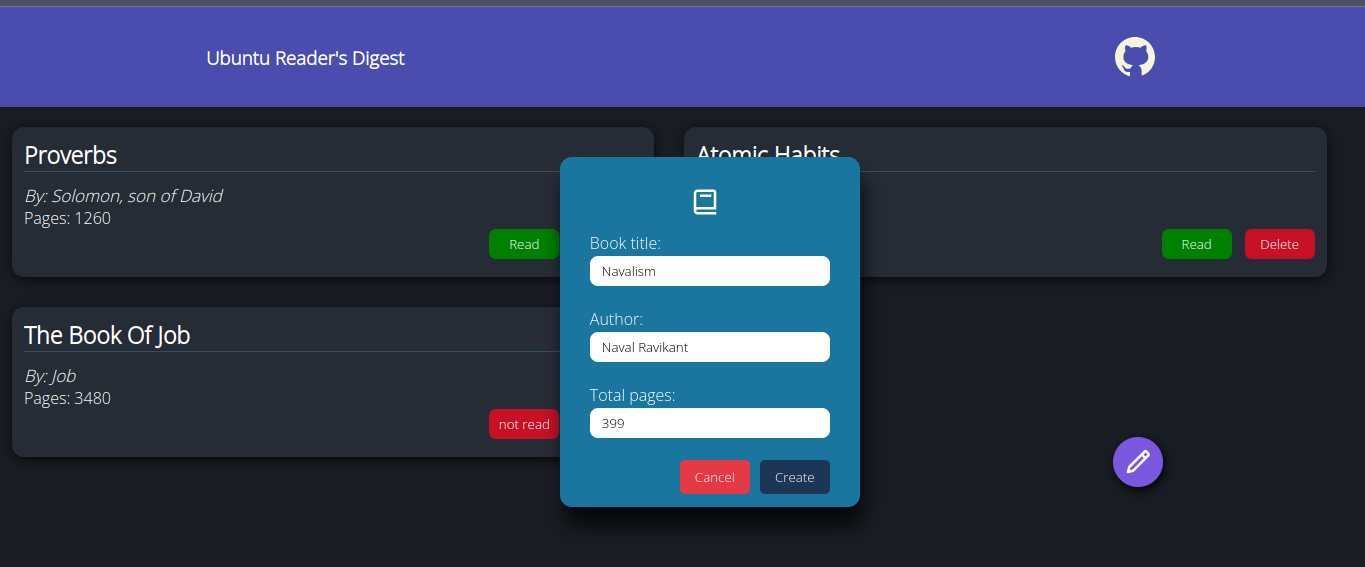 Ubuntu Reader's Digest
Proverbs
By: Solomon, son of David
Pages: 1260
Read
Atomic Habits
Read
Delete
The Book Of Job
By: Job
Pages: 3480
not read
Book title:
Navalism
Author:
Naval Ravikant
Total pages:
399
Cancel
Create